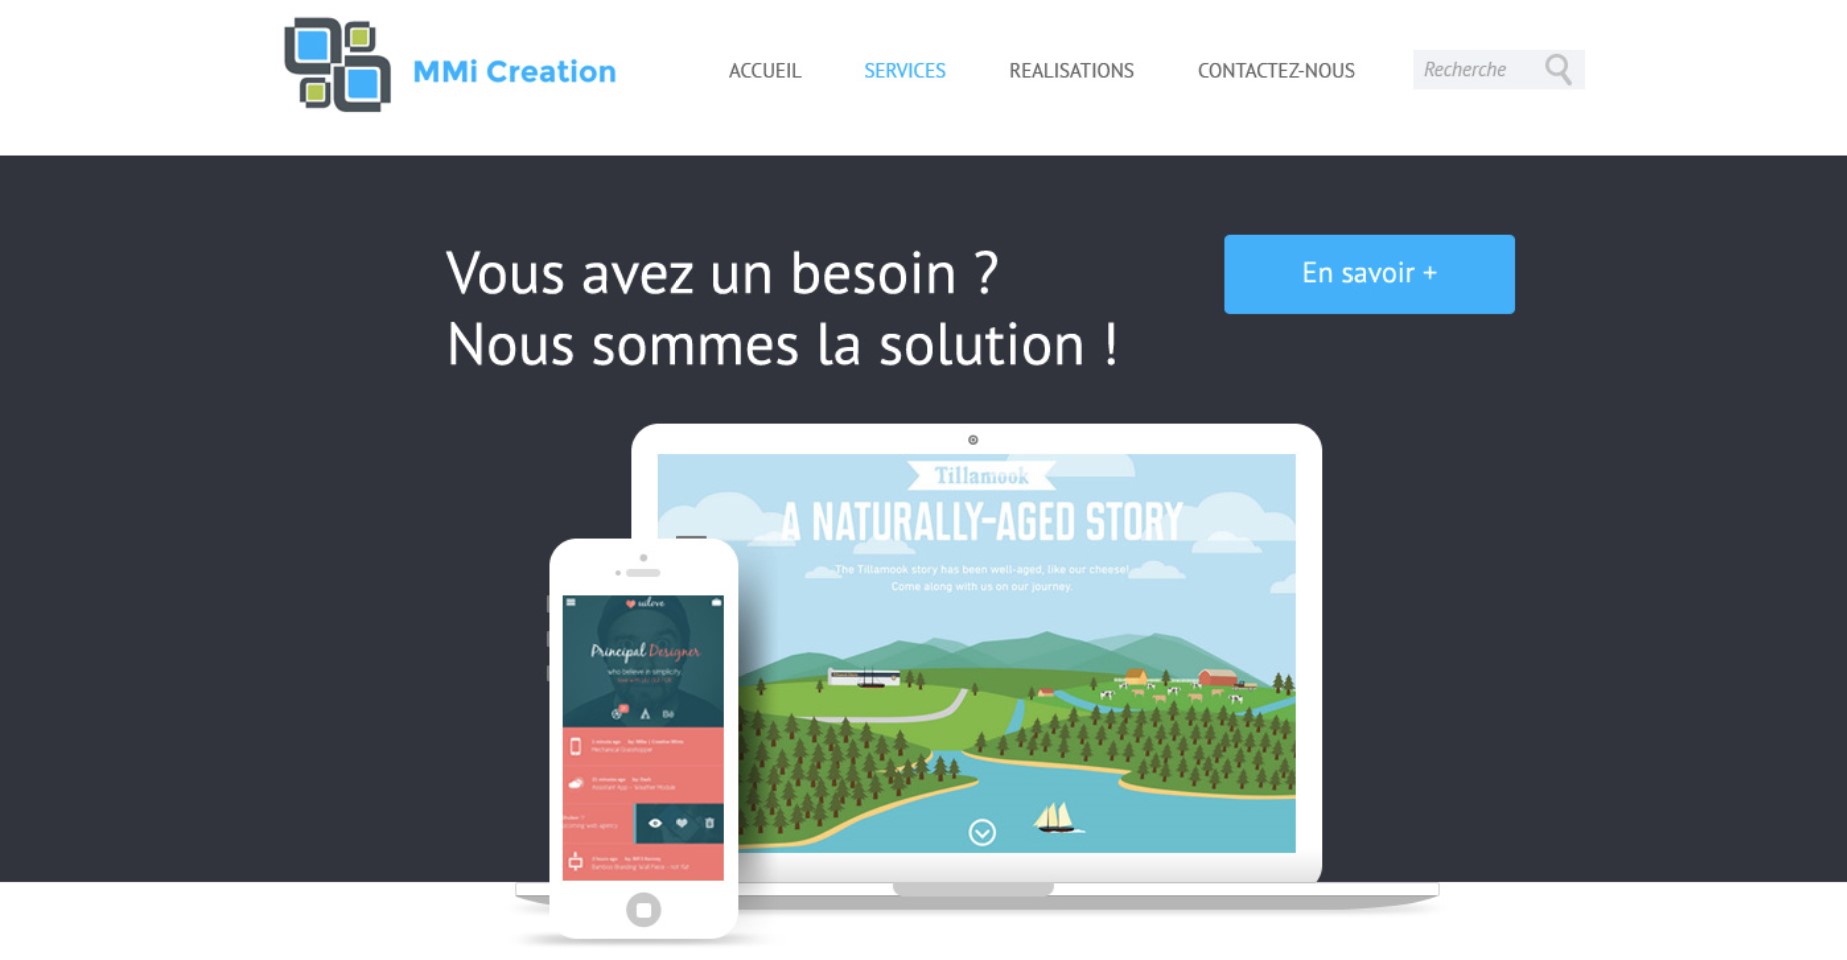 MMi Creation
ACCUEIL
SERVICES
REALISATIONS
CONTACTEZ-NOUS
Recherche
Vous avez un besoin ?
Nous sommes la solution !
En savoir +
Tillamook
A NATURALLY-AGED STORY
The Tillamook story has been well-aged, like our cheese!
Come along with us on our journey.
uilove
Principal Designer
who believe in simplicity